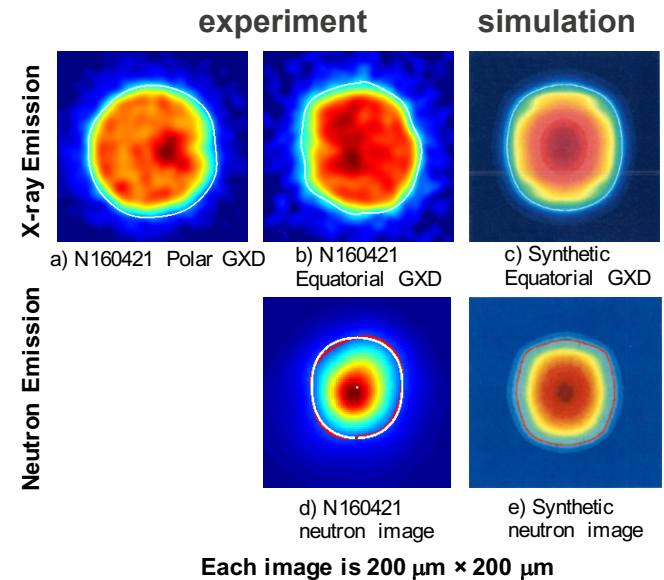 experiment
simulation
X-ray Emission
a) N160421 Polar GXD
b) N160421
Equatorial GXD
c) Synthetic
Equatorial GXD
Neutron Emission
d) N160421
neutron image
e) Synthetic
neutron image
Each image is 200 μm × 200 μm